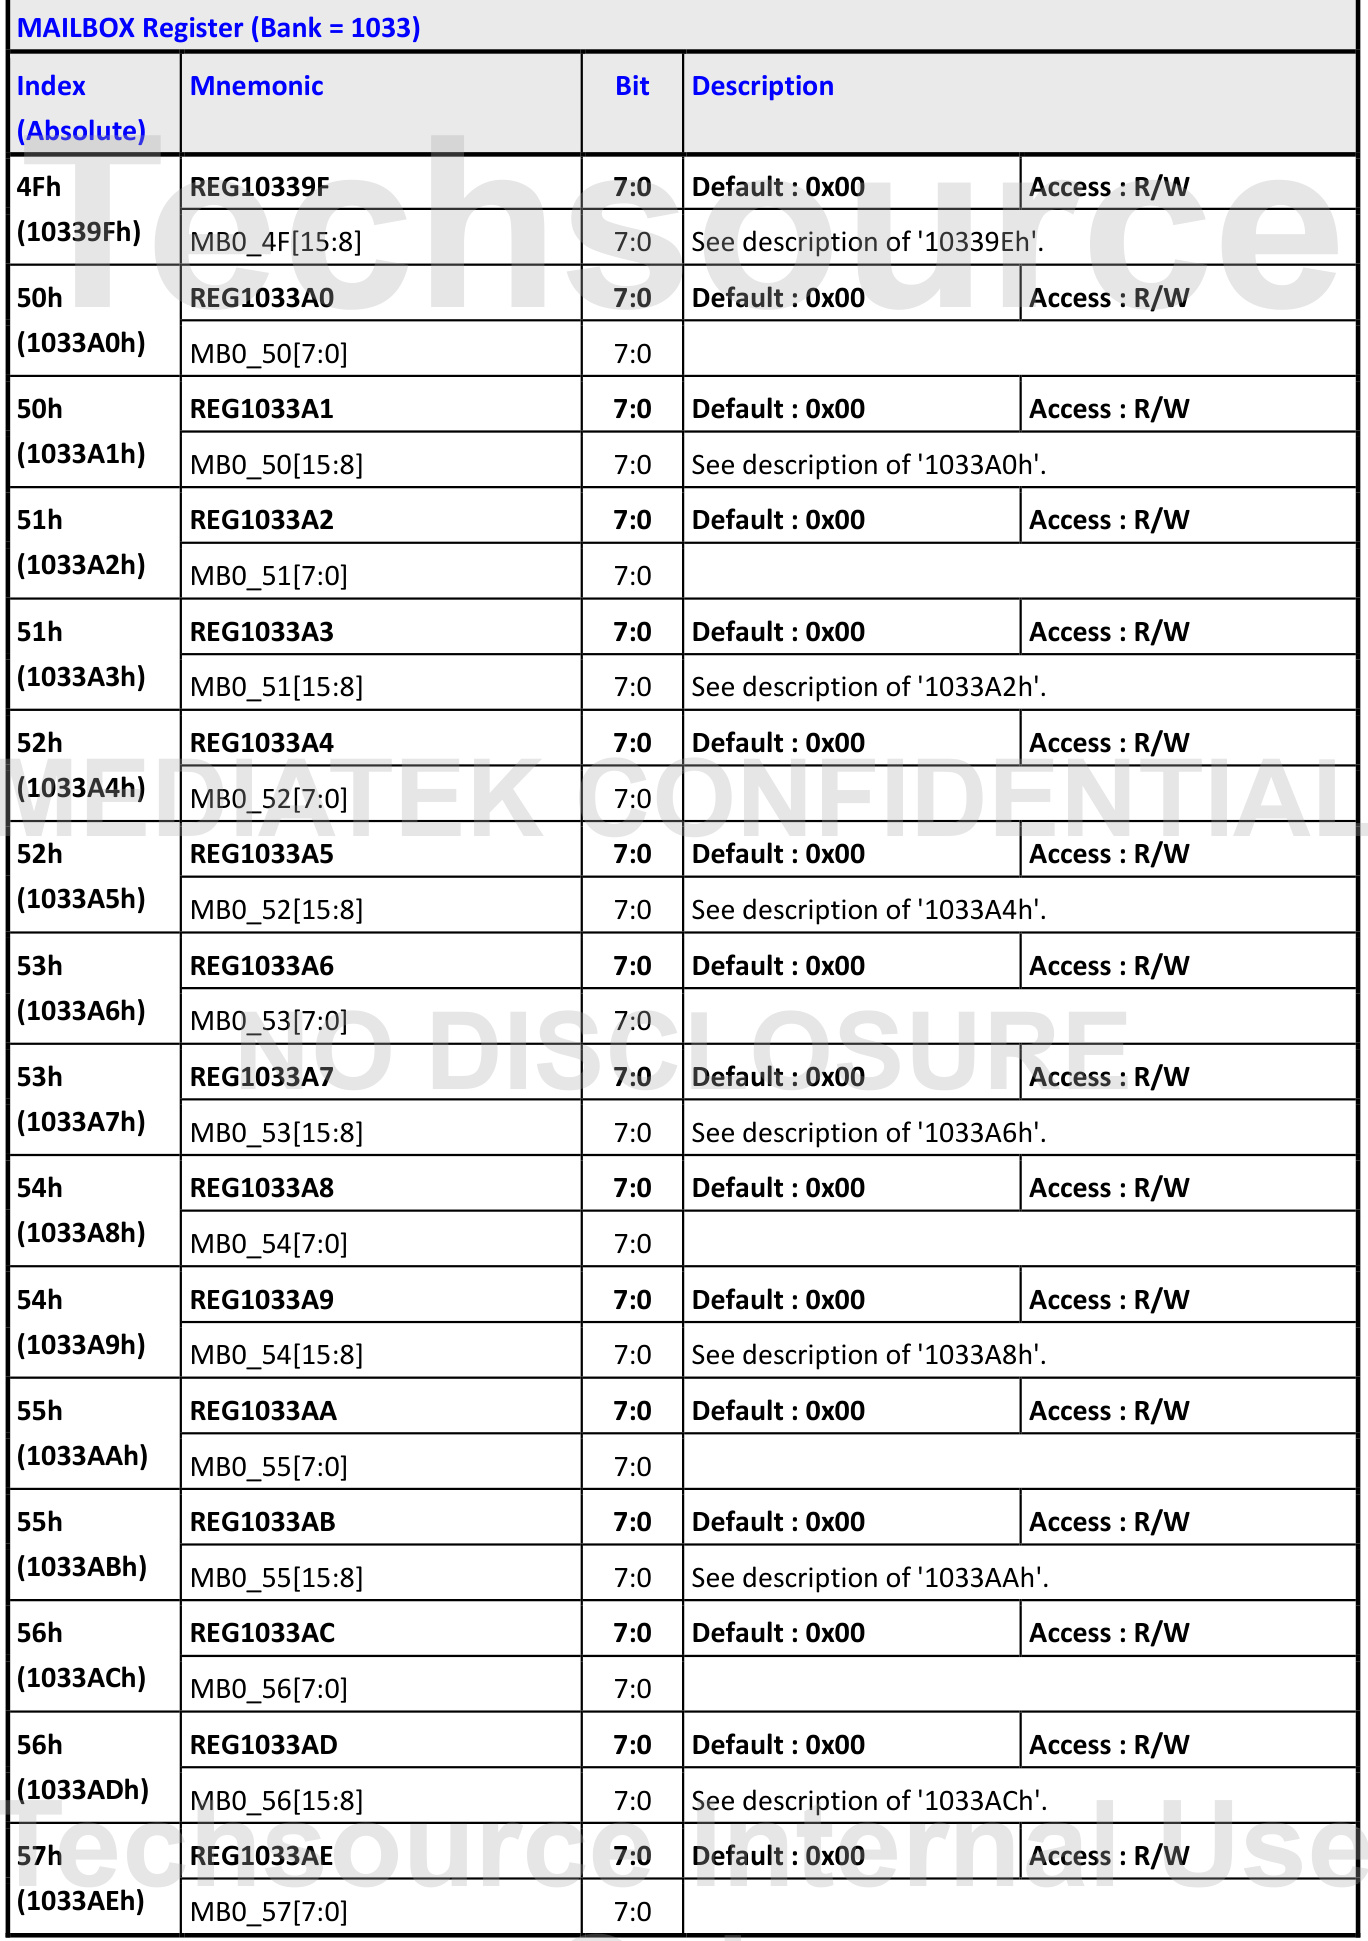 MAILBOX Register (Bank = 1033)
Index (Absolute) Mnemonic Bit Description
4Fh (10339Fh) REG10339F 7:0 Default : 0x00 Access : R/W
MB0_4F[15:8] 7:0 See description of '10339Eh'.
50h (1033A0h) REG1033A0 7:0 Default : 0x00 Access : R/W
MB0_50[7:0] 7:0
50h (1033A1h) REG1033A1 7:0 Default : 0x00 Access : R/W
MB0_50[15:8] 7:0 See description of '1033A0h'.
51h (1033A2h) REG1033A2 7:0 Default : 0x00 Access : R/W
MB0_51[7:0] 7:0
51h (1033A3h) REG1033A3 7:0 Default : 0x00 Access : R/W
MB0_51[15:8] 7:0 See description of '1033A2h'.
52h (1033A4h) REG1033A4 7:0 Default : 0x00 Access : R/W
MB0_52[7:0] 7:0
52h (1033A5h) REG1033A5 7:0 Default : 0x00 Access : R/W
MB0_52[15:8] 7:0 See description of '1033A4h'.
53h (1033A6h) REG1033A6 7:0 Default : 0x00 Access : R/W
MB0_53[7:0] 7:0
53h (1033A7h) REG1033A7 7:0 Default : 0x00 Access : R/W
MB0_53[15:8] 7:0 See description of '1033A6h'.
54h (1033A8h) REG1033A8 7:0 Default : 0x00 Access : R/W
MB0_54[7:0] 7:0
54h (1033A9h) REG1033A9 7:0 Default : 0x00 Access : R/W
MB0_54[15:8] 7:0 See description of '1033A8h'.
55h (1033AAh) REG1033AA 7:0 Default : 0x00 Access : R/W
MB0_55[7:0] 7:0
55h (1033ABh) REG1033AB 7:0 Default : 0x00 Access : R/W
MB0_55[15:8] 7:0 See description of '1033AAh'.
56h (1033ACh) REG1033AC 7:0 Default : 0x00 Access : R/W
MB0_56[7:0] 7:0
56h (1033ADh) REG1033AD 7:0 Default : 0x00 Access : R/W
MB0_56[15:8] 7:0 See description of '1033ACh'.
57h (1033AEh) REG1033AE 7:0 Default : 0x00 Access : R/W
MB0_57[7:0] 7:0
Techsource
MEDIATEK CONFIDENTIAL
NO DISCLOSURE
Techsource Internal Use